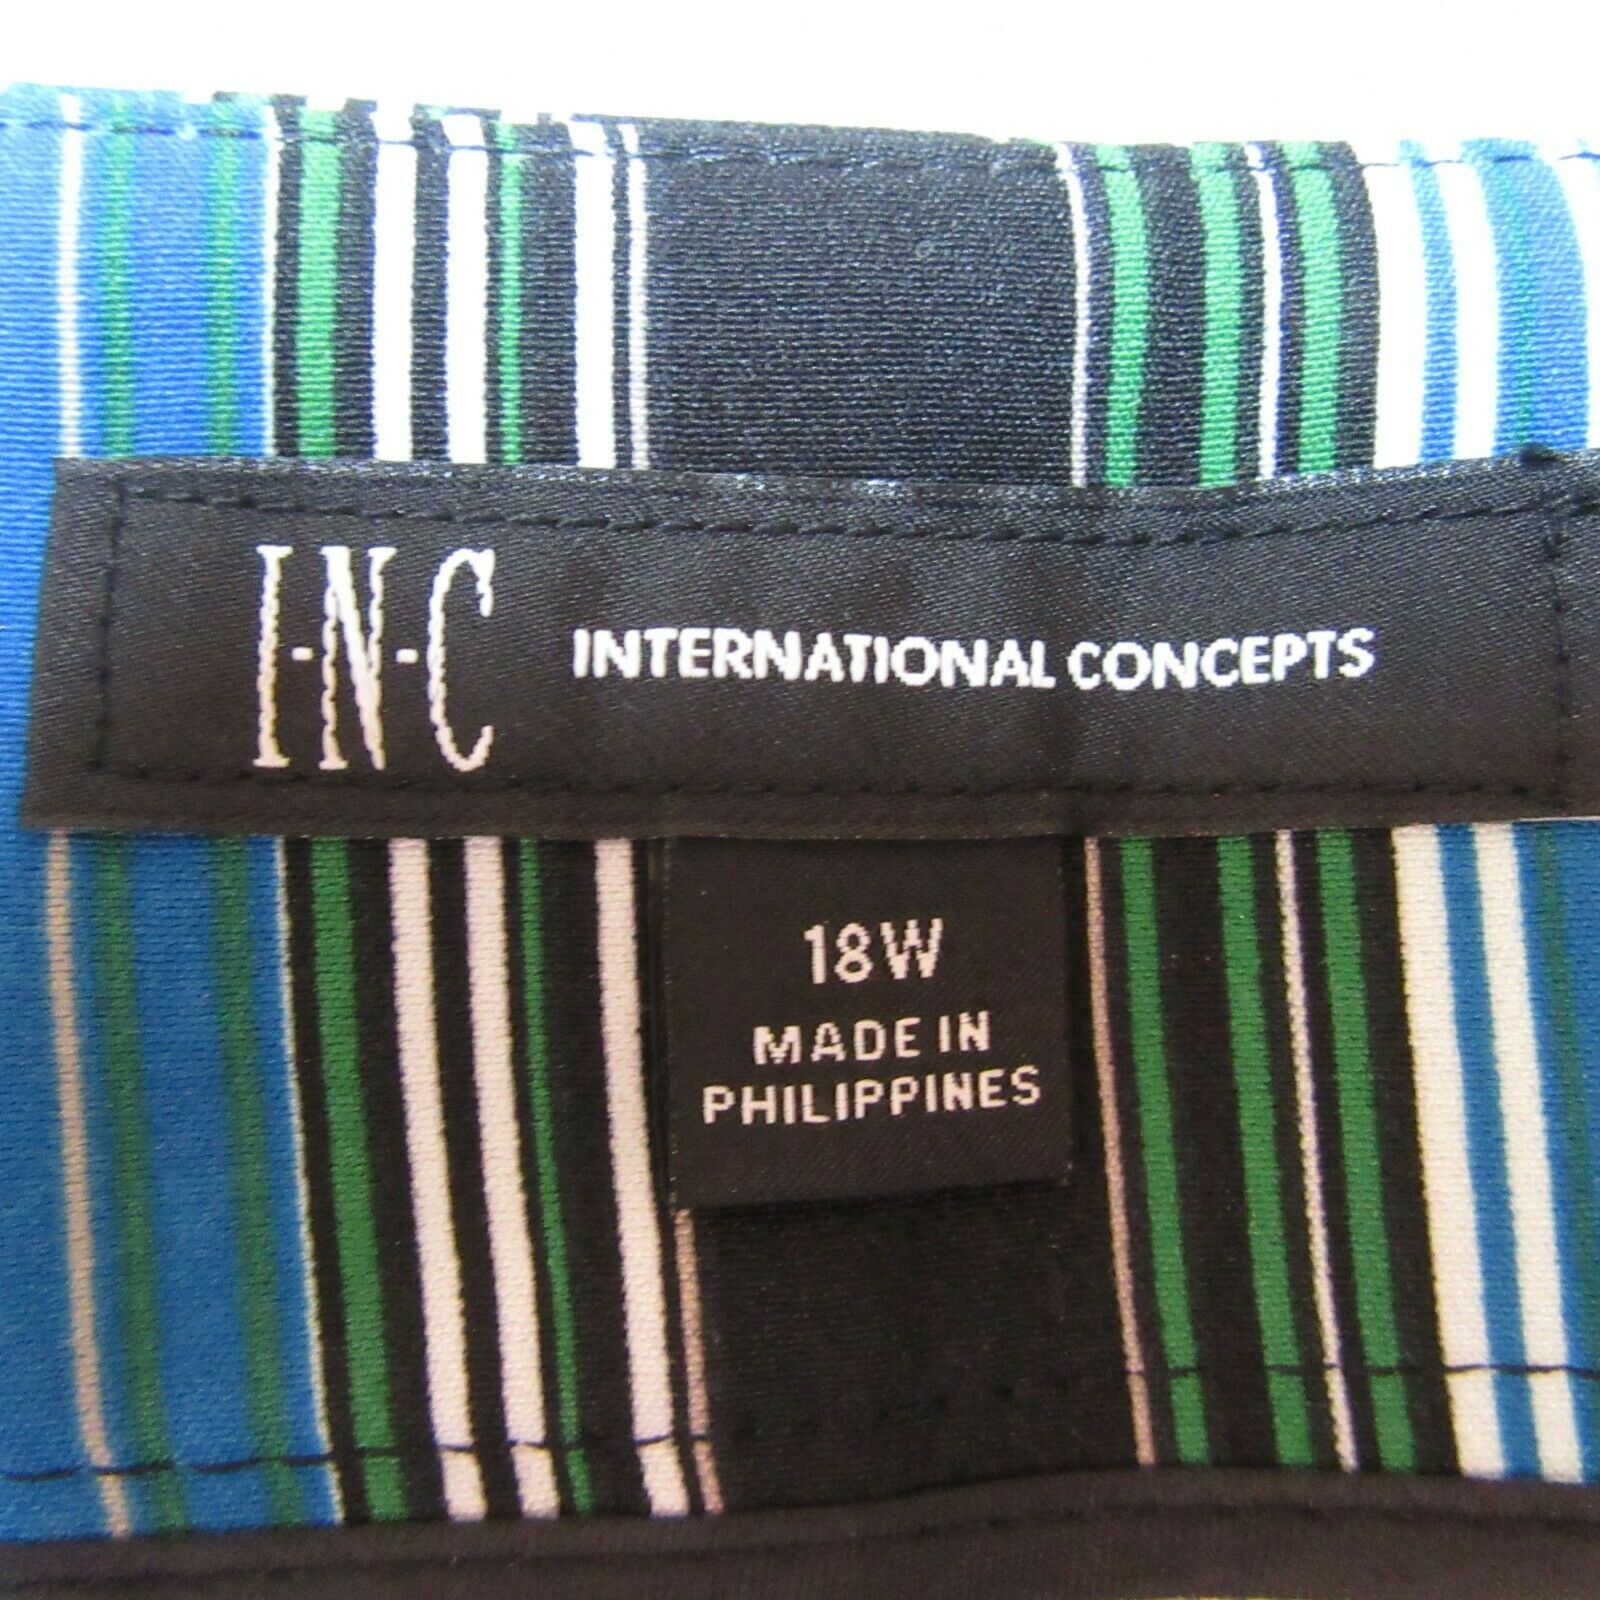 I-N-C INTERNATIONAL CONCEPTS
18W
MADE IN
PHILIPPINES